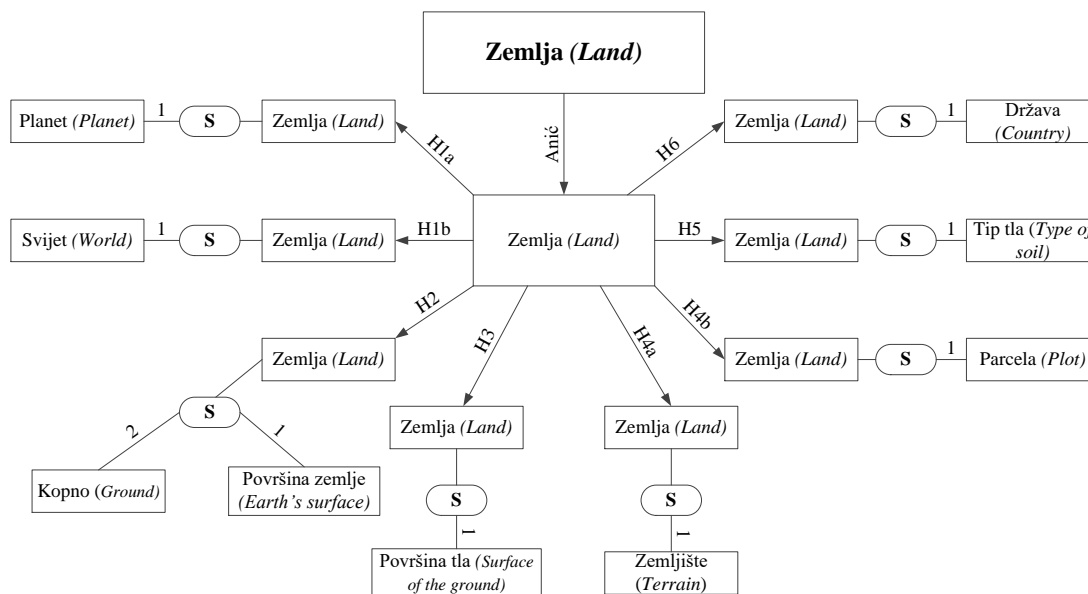 Zemlja (Land)
Anić
Planet (Planet)
1
S
Zemlja (Land)
H1a
H6
Zemlja (Land)
S
1
Država
(Country)
Svijet (World)
1
S
Zemlja (Land)
H1b
Zemlja (Land)
H5
Zemlja (Land)
S
1
Tip tla (Type of
soil)
H2
H3
H4a
H4b
Zemlja (Land)
Zemlja (Land)
S
1
Parcela (Plot)
S
2
1
Zemlja (Land)
Zemlja (Land)
Kopno (Ground)
Površina zemlje
(Earth's surface)
S
S
1
1
Površina tla (Surface
of the ground)
Zemljište
(Terrain)